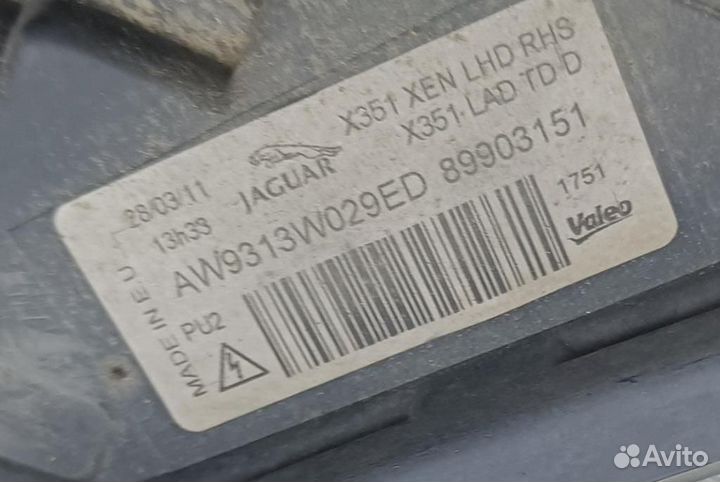 X351 XEN LHD RHS
X351 LAD TD D
28/03/11
13h33
JAGUAR
AW9313W029ED 89903151
1751
Valeo
MADE IN E U
PU2
Avito